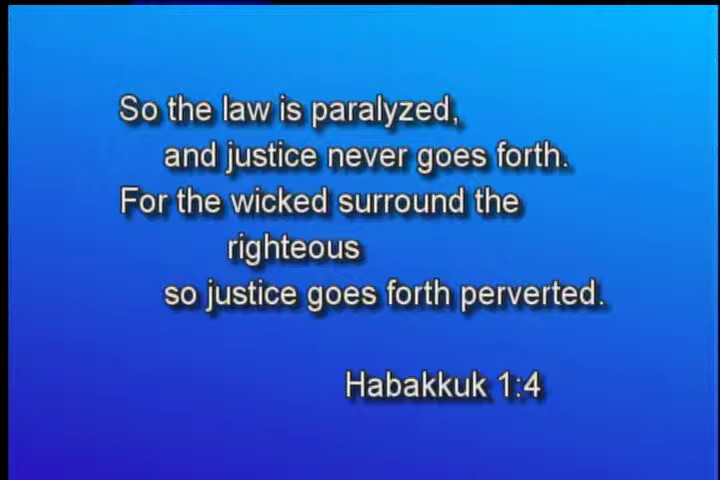 So the law is paralyzed,
and justice never goes forth.
For the wicked surround the
righteous
so justice goes forth perverted.
Habakkuk 1:4